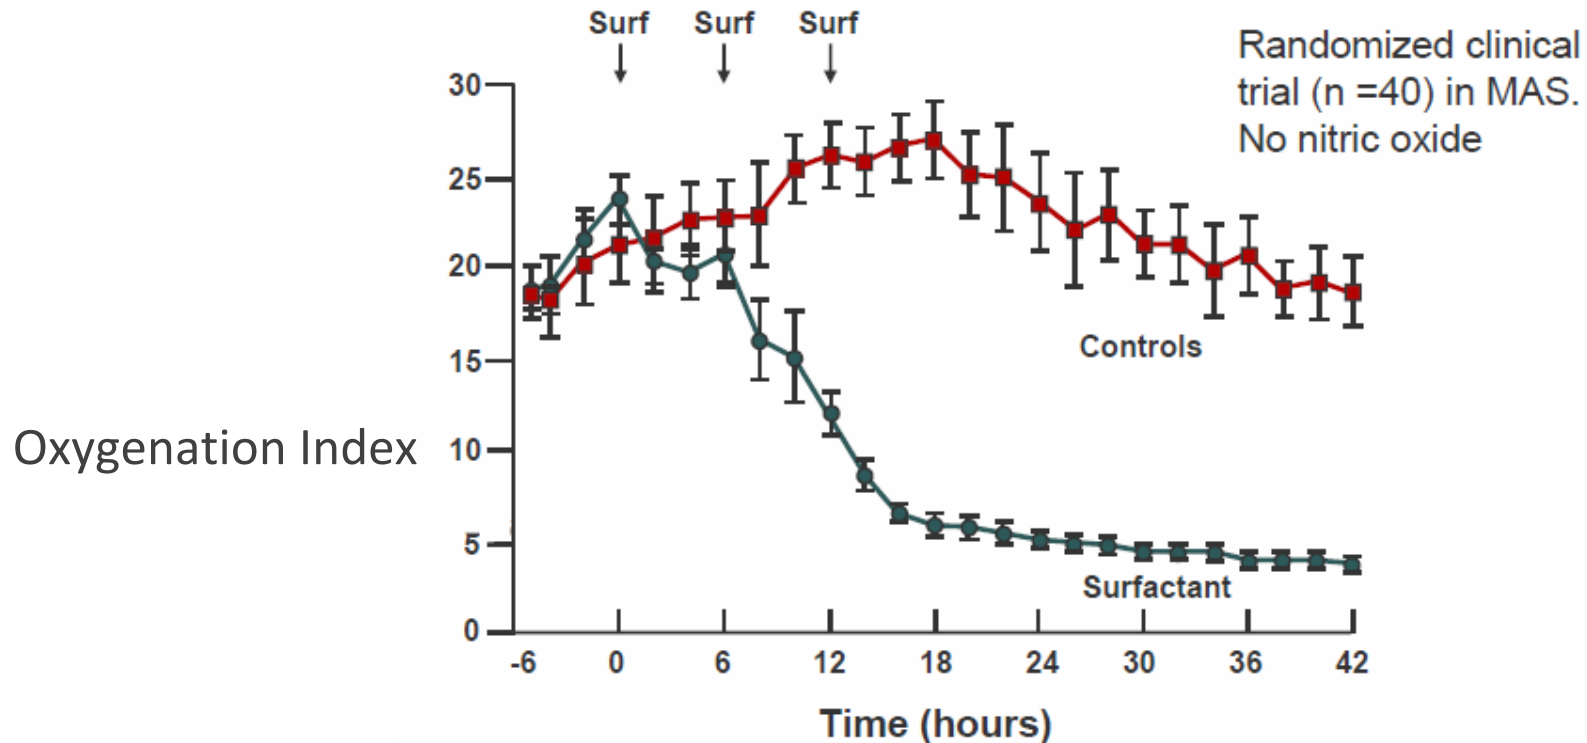 Surf Surf Surf
Randomized clinical
trial (n =40) in MAS.
No nitric oxide
30
25
20
15
10
5
0
Oxygenation Index
Controls
Surfactant
-6 0 6 12 18 24 30 36 42
Time (hours)